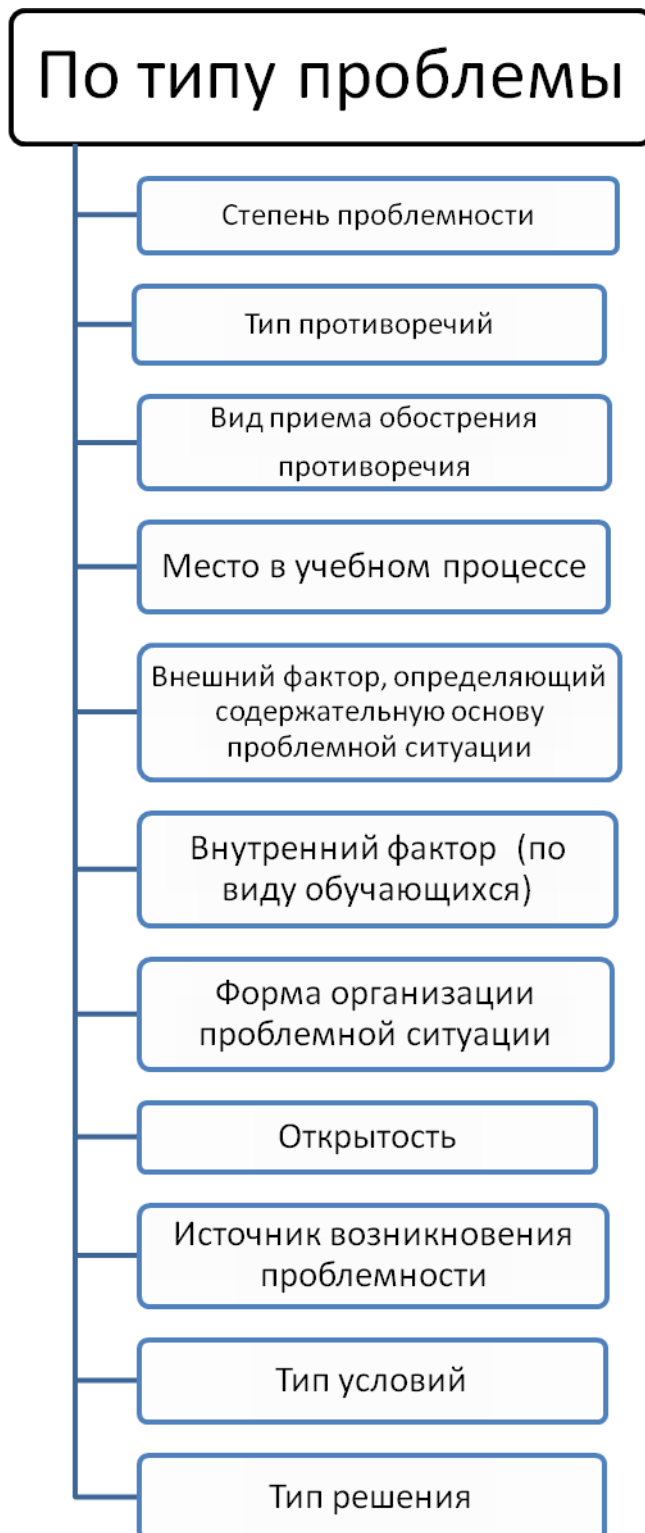 По типу проблемы
Степень проблемности
Тип противоречий
Вид приема обострения
противоречия
Место в учебном процессе
Внешний фактор, определяющий
содержательную основу
проблемной ситуации
Внутренний фактор (по
виду обучающихся)
Форма организации
проблемной ситуации
Открытость
Источник возникновения
проблемности
Тип условий
Тип решения